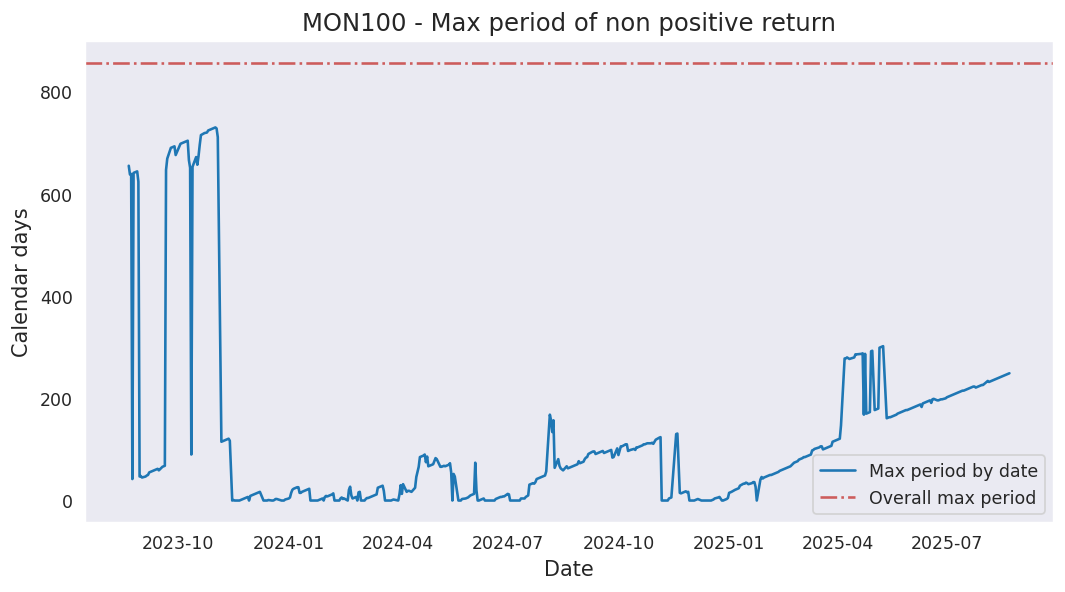 MON100 - Max period of non positive return
Calendar days
800
600
400
200
0
2023-10 2024-01 2024-04 2024-07 2024-10 2025-01 2025-04 2025-07
Date
Max period by date
Overall max period